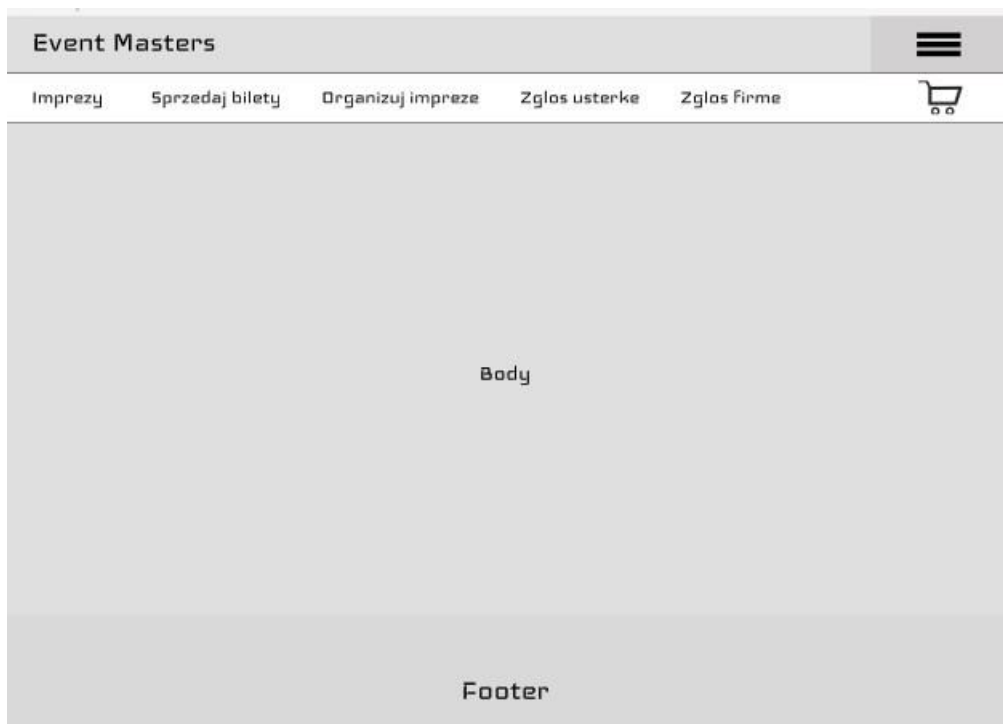 Event Masters
Imprezy Sprzedaj bilety Organizuj impreze Zglos usterke Zglos firme
Body
Footer